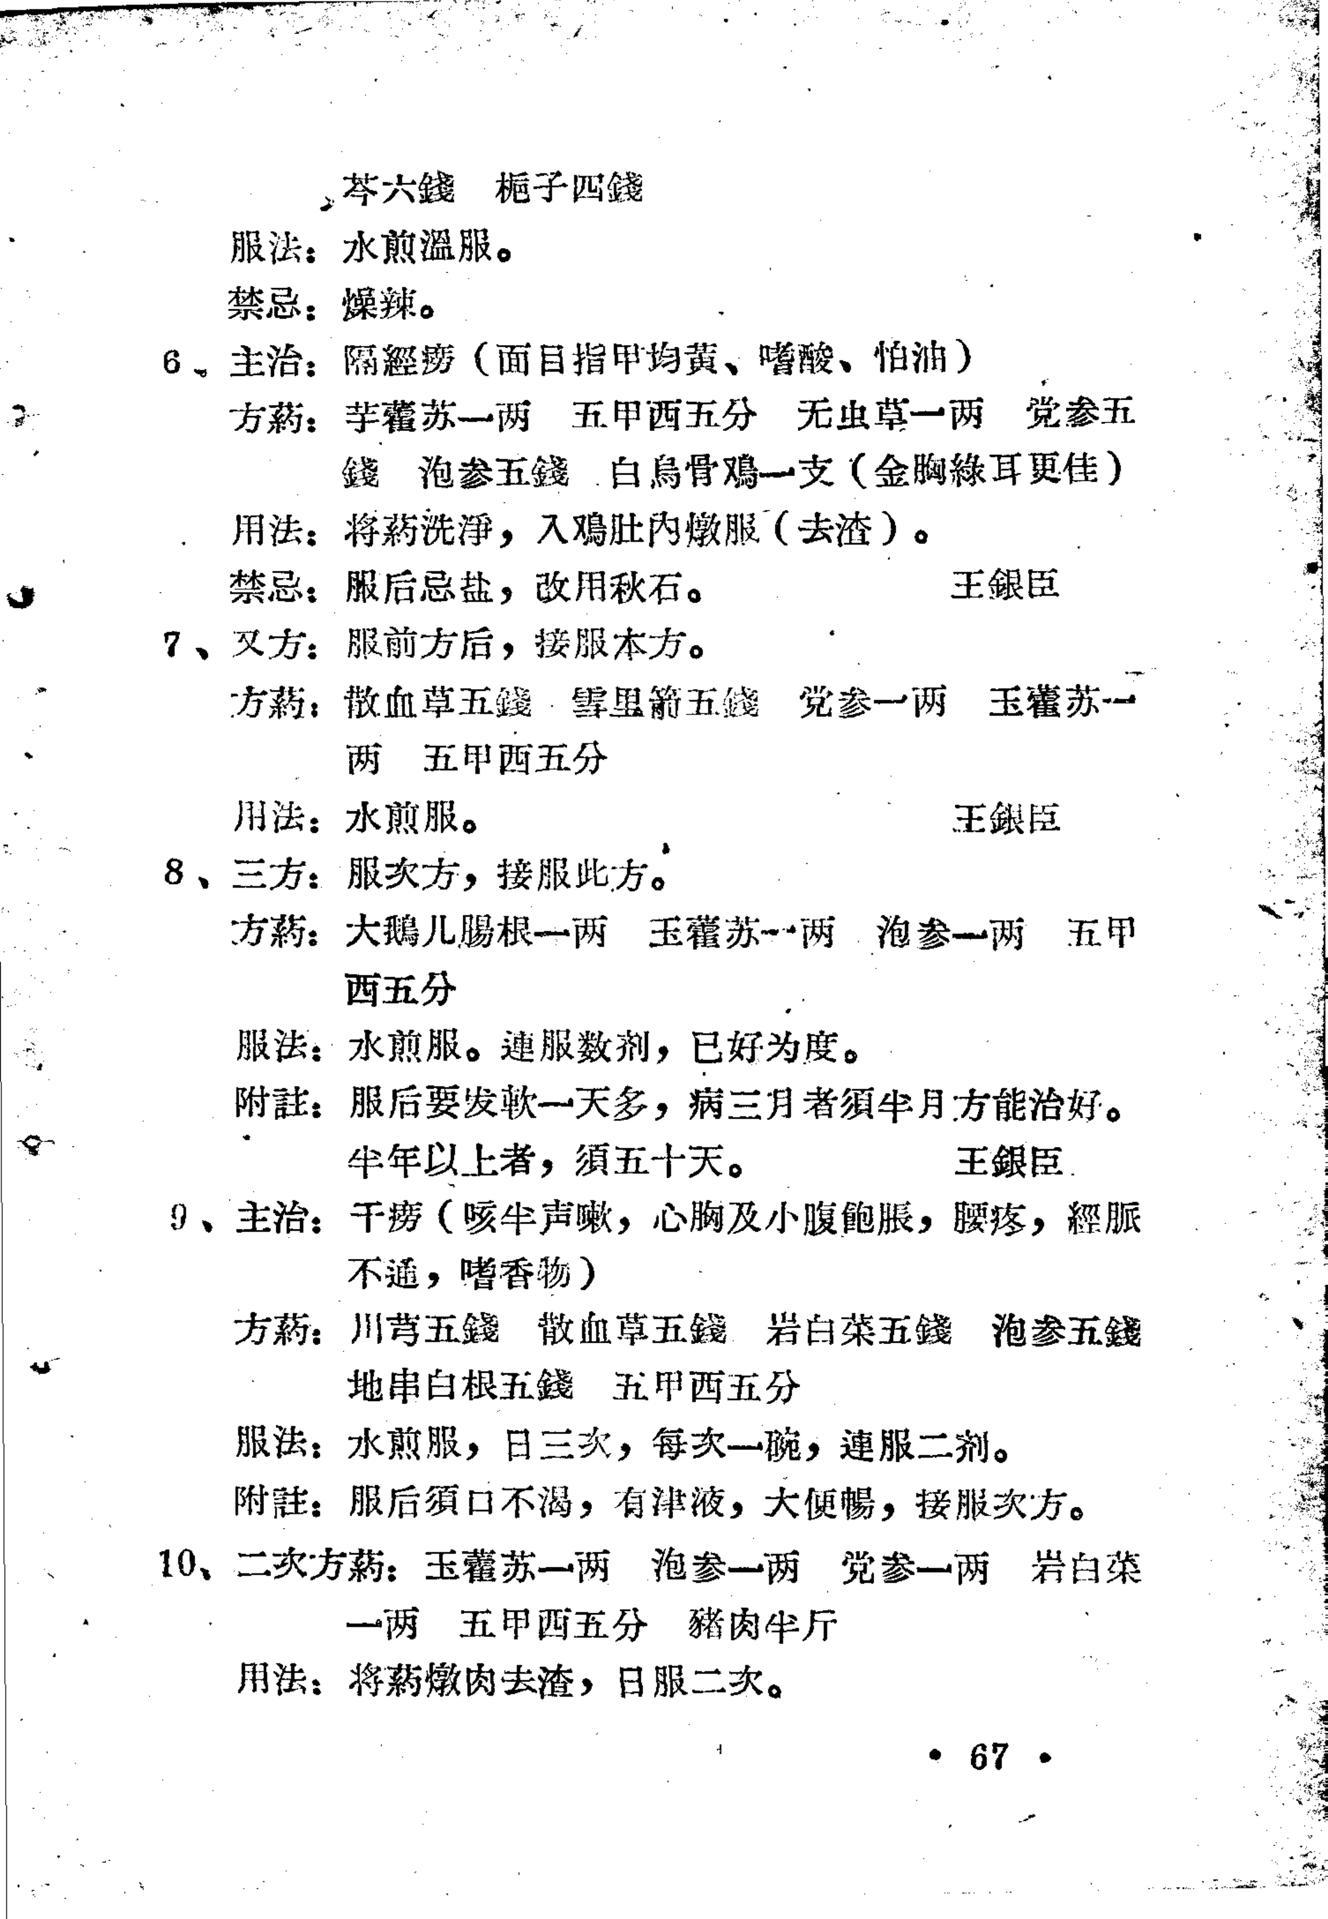 芩六錢　梔子四錢
服法：水煎溫服。
禁忌：燥辣。
6、主治：隔經癆（面目指甲均黃、嗜酸、怕油）
方葯：芋藿苏一两　五甲西五分　无虫草一两　党参五
錢　泡参五錢　白烏骨鴉一支（金胸綠耳更佳）
用法：将葯洗淨，入鴉肚內燉服（去渣）。
禁忌：服后忌盐，改用秋石。　王銀臣
7、又方：服前方后，接服本方。
方葯：散血草五錢　雪里箭五錢　党参一两　玉藿苏一
两　五甲西五分
用法：水煎服。　王銀臣
8、三方：服次方，接服此方。
方葯：大鵝儿腸根一两　玉藿苏一两　泡参一两　五甲
西五分
服法：水煎服。連服数剂，已好为度。
附註：服后要发軟一天多，病三月者須半月方能治好。
半年以上者，須五十天。　王銀臣
9、主治：干癆（咳半声嗽，心胸及小腹飽脹，腰疼，經脈
不通，嗜香物）
方葯：川芎五錢　散血草五錢　岩白菜五錢　泡参五錢
地串白根五錢　五甲西五分
服法：水煎服，日三次，每次一碗，連服二剂。
附註：服后須口不渴，有津液，大便暢，接服次方。
10、二次方葯：玉藿苏一两　泡参一两　党参一两　岩白菜
一两　五甲西五分　豬肉半斤
用法：将葯燉肉去渣，日服二次。
• 67 •